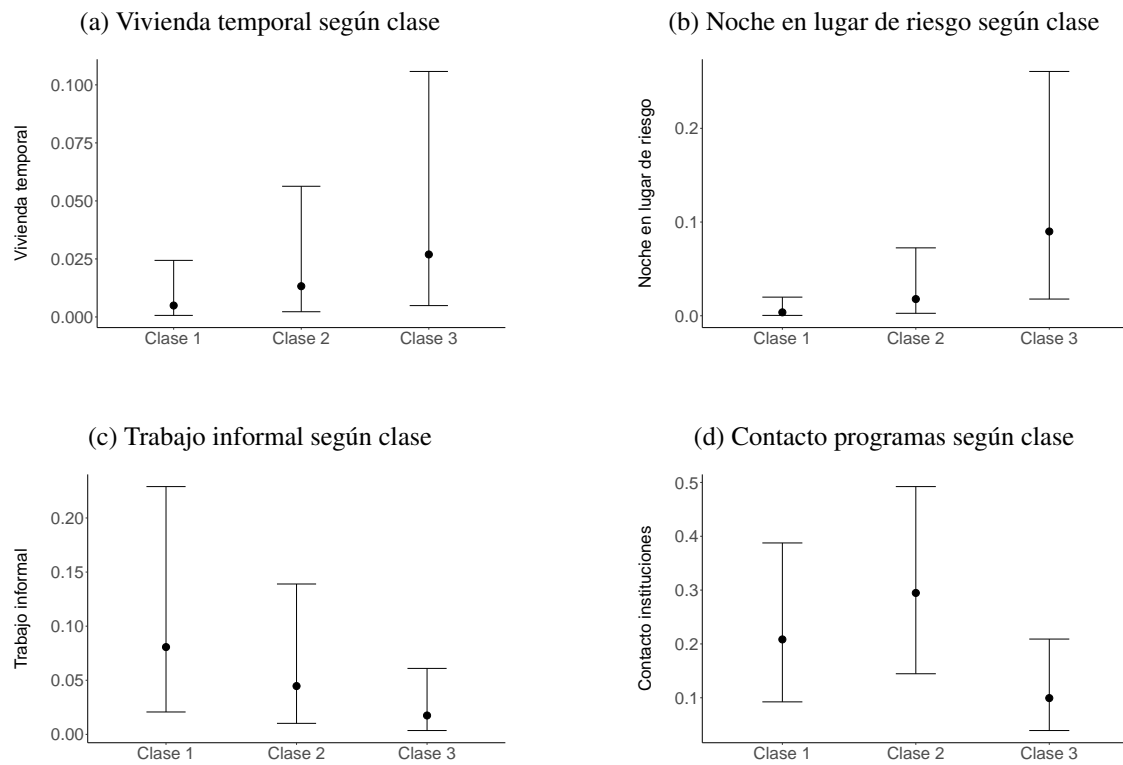 (a) Vivienda temporal según clase
Vivienda temporal
0.100
0.075
0.050
0.025
0.000
Clase 1 Clase 2 Clase 3
(b) Noche en lugar de riesgo según clase
Noche en lugar de riesgo
0.2
0.1
0.0
Clase 1 Clase 2 Clase 3
(c) Trabajo informal según clase
Trabajo informal
0.20
0.15
0.10
0.05
0.00
Clase 1 Clase 2 Clase 3
(d) Contacto programas según clase
Contacto instituciones
0.5
0.4
0.3
0.2
0.1
Clase 1 Clase 2 Clase 3